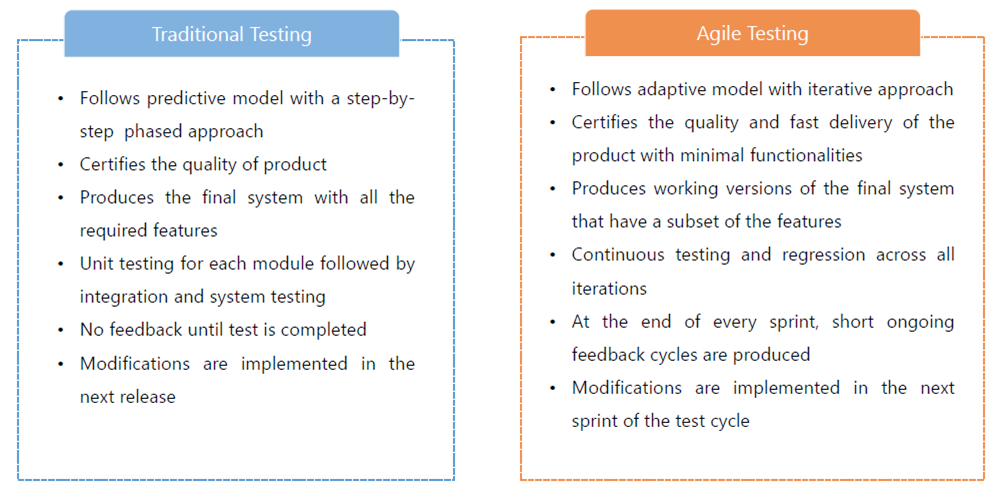 Traditional Testing
• Follows predictive model with a step-by-
step phased approach
• Certifies the quality of product
• Produces the final system with all the
required features
• Unit testing for each module followed by
integration and system testing
• No feedback until test is completed
• Modifications are implemented in the
next release
Agile Testing
• Follows adaptive model with iterative approach
• Certifies the quality and fast delivery of the
product with minimal functionalities
• Produces working versions of the final system
that have a subset of the features
• Continuous testing and regression across all
iterations
• At the end of every sprint, short ongoing
feedback cycles are produced
• Modifications are implemented in the next
sprint of the test cycle